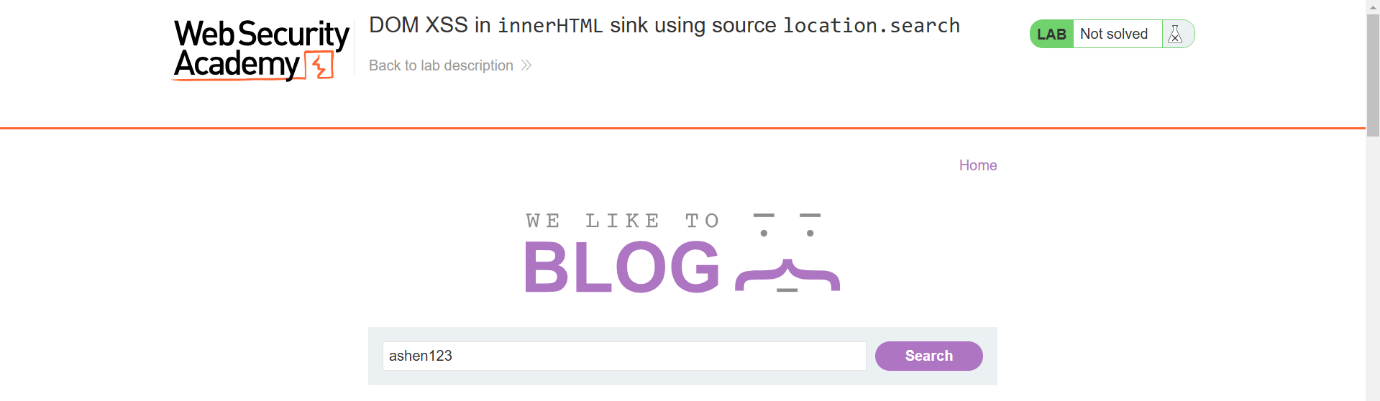 Web Security
Academy
DOM XSS in innerHTML sink using source location.search
Back to lab description
LAB Not solved
Home
WE LIKE TO
BLOG
ashen123
Search